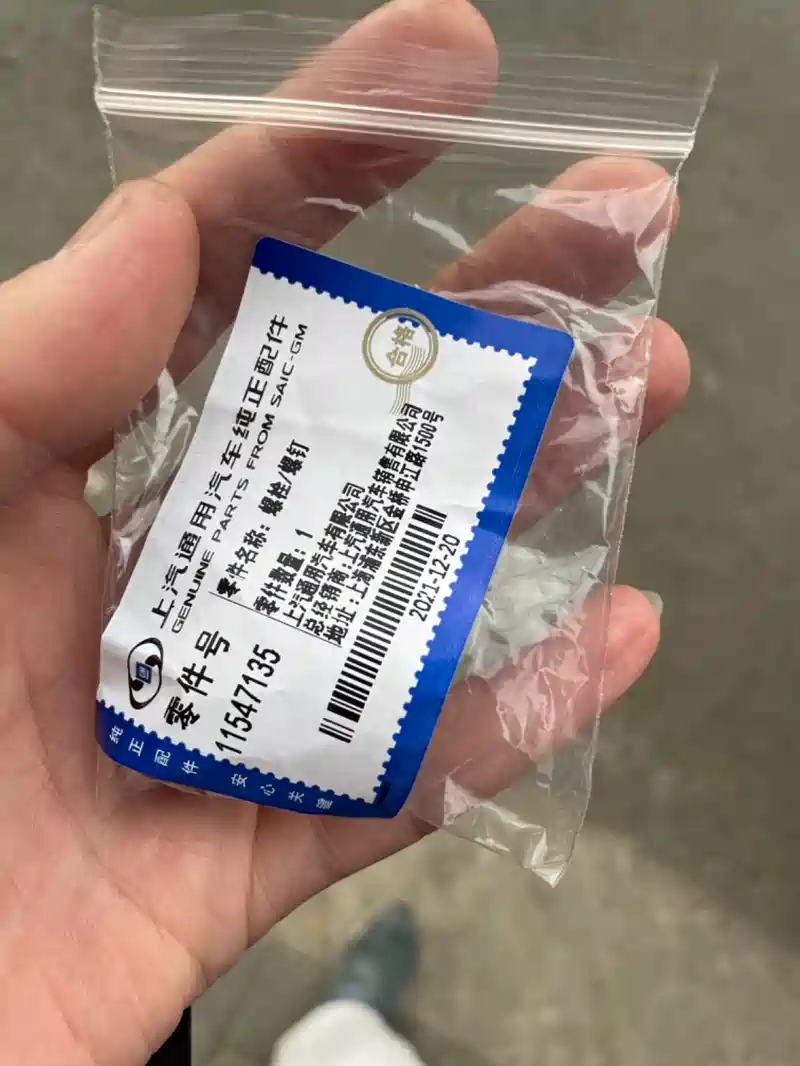 上汽通用汽车纯正配件
GENUINE PARTS FROM SAIC-GM
合格
零件号
11547135
零件名称：螺栓/螺钉
零件数量：1
上汽通用汽车有限公司
总经销商：上汽通用汽车销售有限公司
地址：上海浦东新区金桥申江路1500号
2021-12-20
纯正配件 安心关望